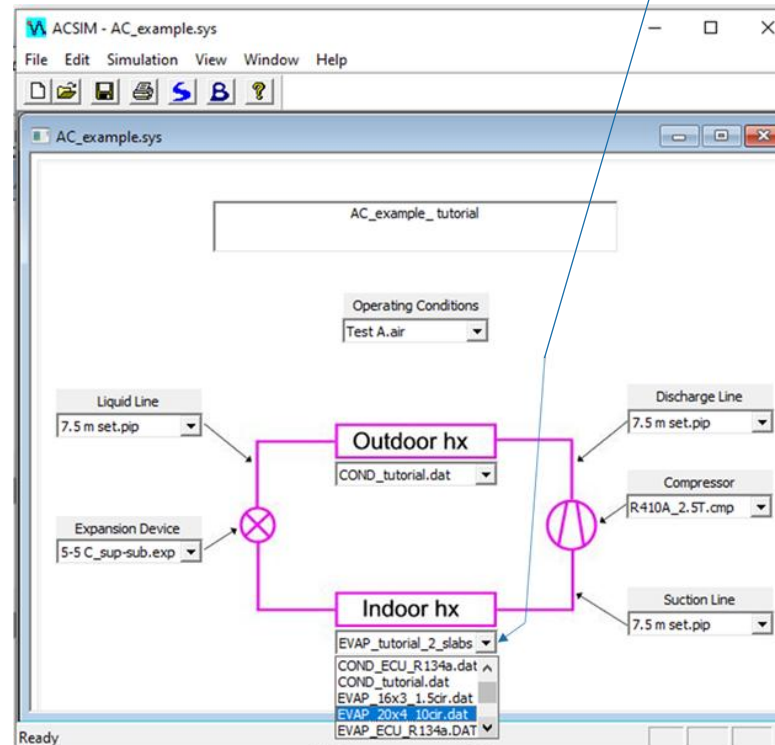 ACSIM - AC_example.sys
File Edit Simulation View Window Help
S B ?
AC_example.sys
AC_example_ tutorial
Operating Conditions
Test A.air
Liquid Line
7.5 m set.pip
Discharge Line
7.5 m set.pip
Outdoor hx
COND_tutorial.dat
Compressor
R410A_2.5T.cmp
Expansion Device
5-5 C_sup-sub.exp
Indoor hx
Suction Line
7.5 m set.pip
EVAP_tutorial_2_slabs
COND_ECU_R134a.dat
COND_tutorial.dat
EVAP_16x3_1.5cir.dat
EVAP_20x4_10cir.dat
EVAP_ECU_R134a.DAT
Ready